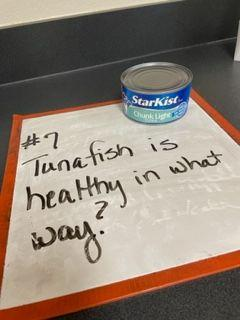 StarKist
Chunk Light
#7
Tunafish is
healthy in what
way?